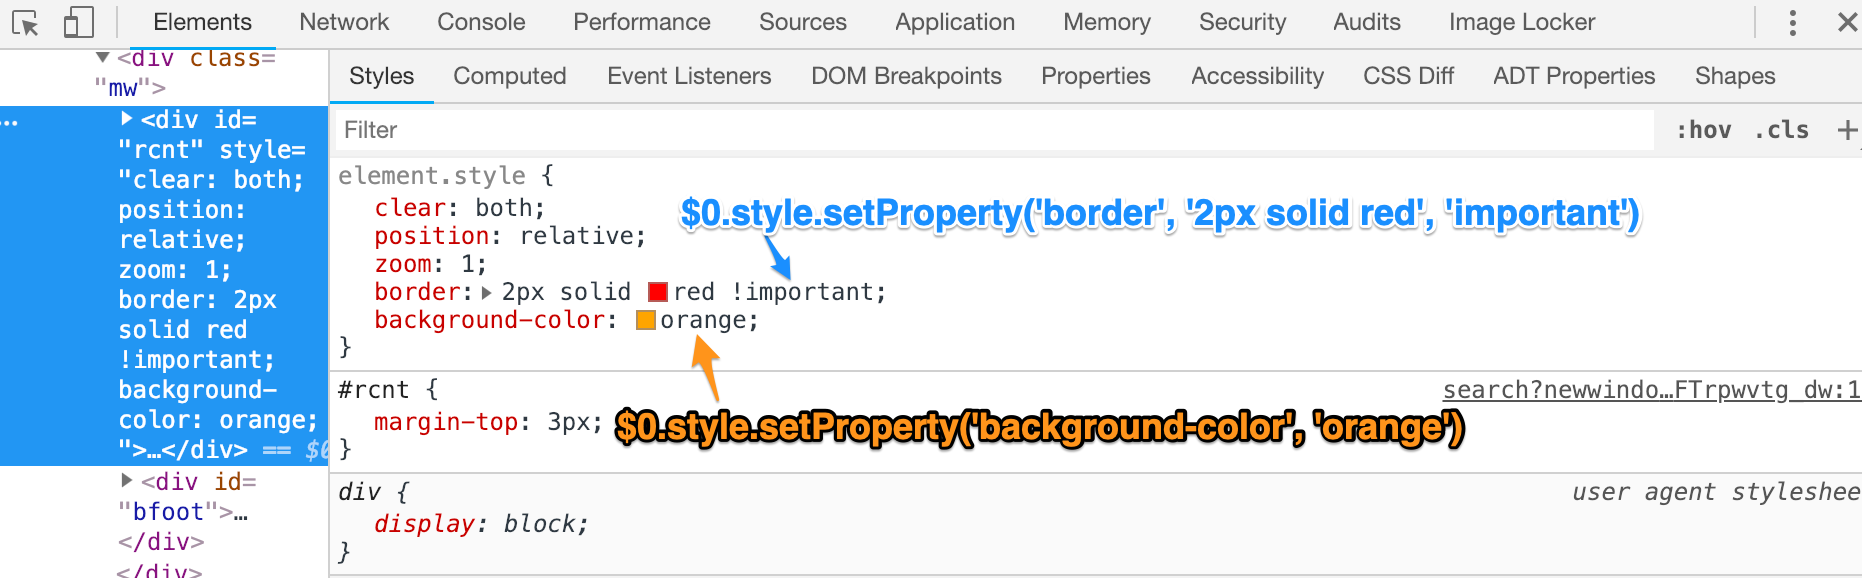 Elements Network Console Performance Sources Application Memory Security Audits Image Locker
<div class=
"mw">
...
<div id=
"rcnt" style=
"clear: both;
position:
relative;
zoom: 1;
border: 2px
solid red
!important;
background-
color: orange;
">…</div> == $0
<div id=
"bfoot">…
</div>
</div>
Styles Computed Event Listeners DOM Breakpoints Properties Accessibility CSS Diff ADT Properties Shapes
Filter :hov .cls +
element.style {
clear: both;
$0.style.setProperty('border', '2px solid red', 'important')
position: relative;
zoom: 1;
border: 2px solid red !important;
background-color: orange;
}
#rcnt { search?newwindo…FTrpwvtg_dw:1
margin-top: 3px;
$0.style.setProperty('background-color', 'orange')
}
div { user agent styleshee
display: block;
}